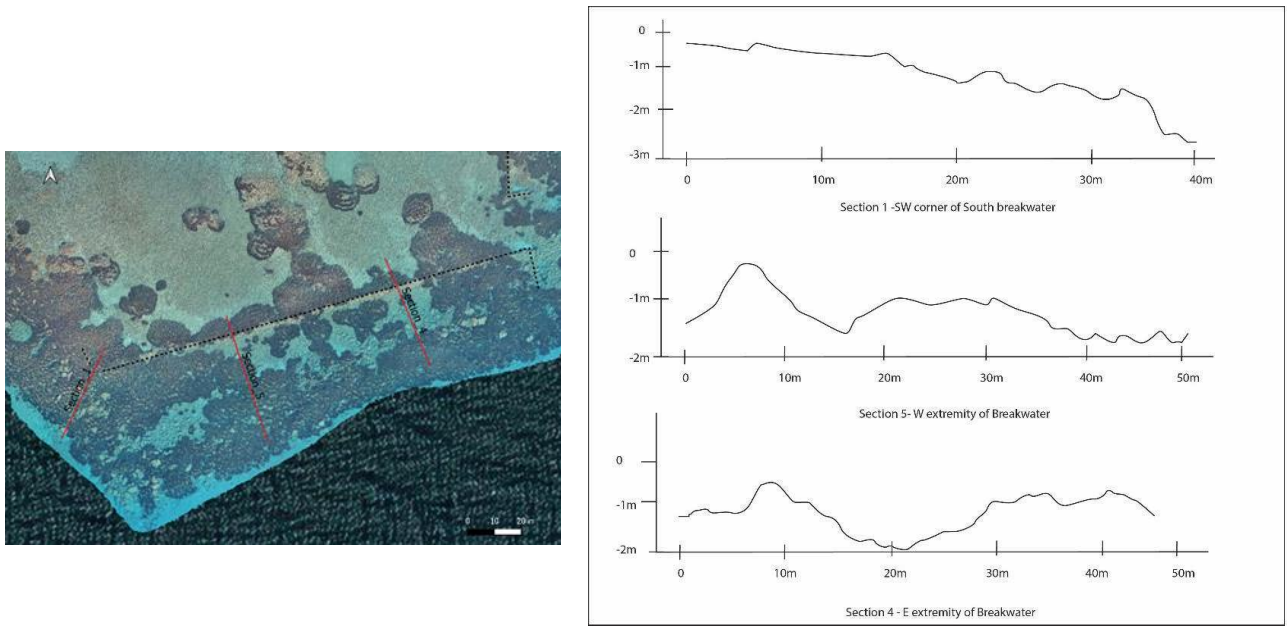 Section 1
Section 5
Section 4
0 10 20 m
0
-1m
-2m
-3m
0 10m 20m 30m 40m
Section 1 -SW corner of South breakwater
0
-1m
-2m
0 10m 20m 30m 50m
Section 5- W extremity of Breakwater
0
-1m
-2m
0 10m 20m 30m 40m 50m
Section 4 - E extremity of Breakwater